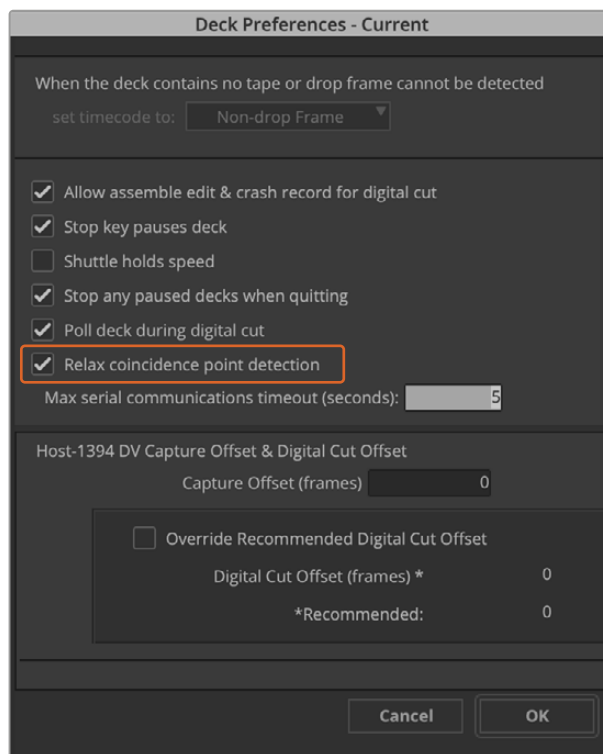 Deck Preferences - Current
When the deck contains no tape or drop frame cannot be detected
set timecode to: Non-drop Frame
Allow assemble edit & crash record for digital cut
Stop key pauses deck
Shuttle holds speed
Stop any paused decks when quitting
Poll deck during digital cut
Relax coincidence point detection
Max serial communications timeout (seconds): 5
Host-1394 DV Capture Offset & Digital Cut Offset
Capture Offset (frames) 0
Override Recommended Digital Cut Offset
Digital Cut Offset (frames) * 0
*Recommended: 0
Cancel OK